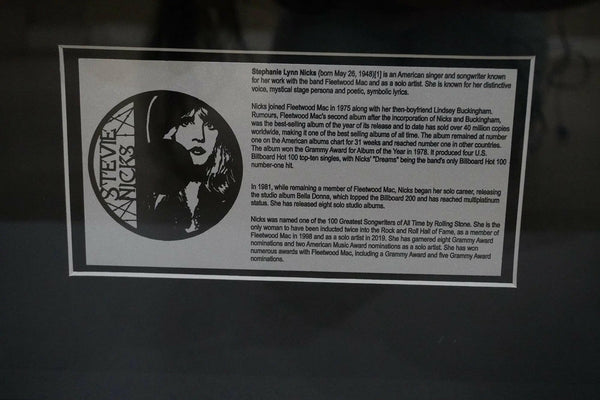 STEVIE
NICKS
Stephanie Lynn Nicks (born May 26, 1948)[1] is an American singer and songwriter known
for her work with the band Fleetwood Mac and as a solo artist. She is known for her distinctive
voice, mystical stage persona and poetic, symbolic lyrics.
Nicks joined Fleetwood Mac in 1975 along with her then-boyfriend Lindsey Buckingham.
Rumours, Fleetwood Mac's second album after the incorporation of Nicks and Buckingham,
was the best-selling album of the year of its release and to date has sold over 40 million copies
worldwide, making it one of the best selling albums of all time. The album remained at number
one on the American albums chart for 31 weeks and reached number one in other countries.
The album won the Grammy Award for Album of the Year in 1978. It produced four U.S.
Billboard Hot 100 top-ten singles, with Nicks' "Dreams" being the band's only Billboard Hot 100
number-one hit.
In 1981, while remaining a member of Fleetwood Mac, Nicks began her solo career, releasing
the studio album Bella Donna, which topped the Billboard 200 and has reached multiplatinum
status. She has released eight solo studio albums.
Nicks was named one of the 100 Greatest Songwriters of All Time by Rolling Stone. She is the
only woman to have been inducted twice into the Rock and Roll Hall of Fame, as a member of
Fleetwood Mac in 1998 and as a solo artist in 2019. She has garnered eight Grammy Award
nominations and two American Music Award nominations as a solo artist. She has won
numerous awards with Fleetwood Mac, including a Grammy Award and five Grammy Award
nominations.